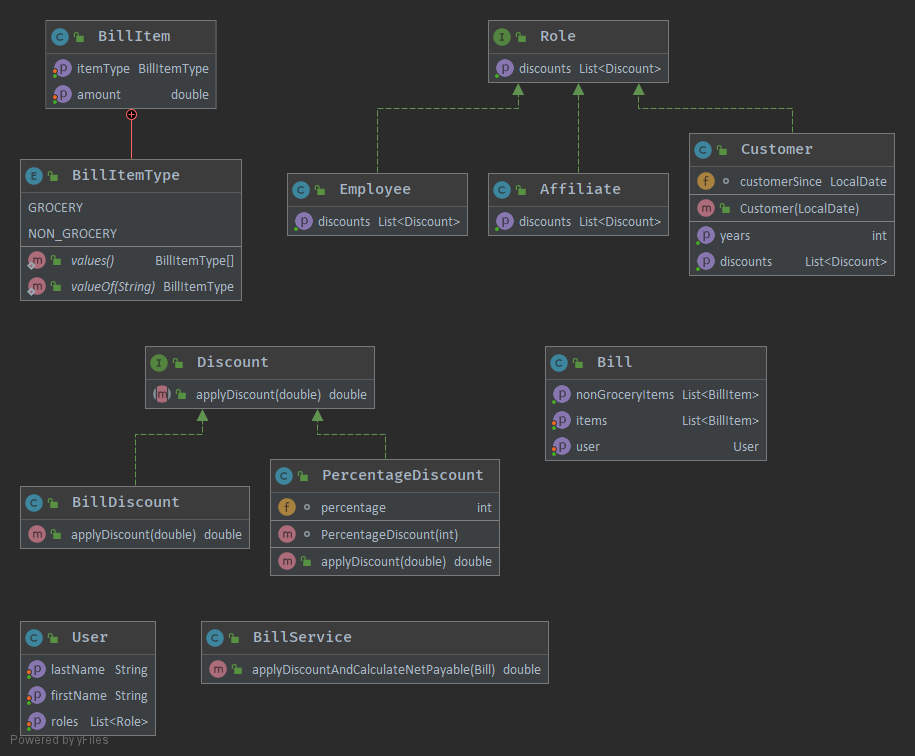 BillItem
itemType BillItemType
amount double
BillItemType
GROCERY
NON_GROCERY
values() BillItemType[]
valueOf(String) BillItemType
Role
discounts List<Discount>
Employee
discounts List<Discount>
Affiliate
discounts List<Discount>
Customer
customerSince LocalDate
Customer(LocalDate)
years int
discounts List<Discount>
Discount
applyDiscount(double) double
BillDiscount
applyDiscount(double) double
PercentageDiscount
percentage int
PercentageDiscount(int)
applyDiscount(double) double
Bill
nonGroceryItems List<BillItem>
items List<BillItem>
user User
User
lastName String
firstName String
roles List<Role>
BillService
applyDiscountAndCalculateNetPayable(Bill) double
Powered by yFiles